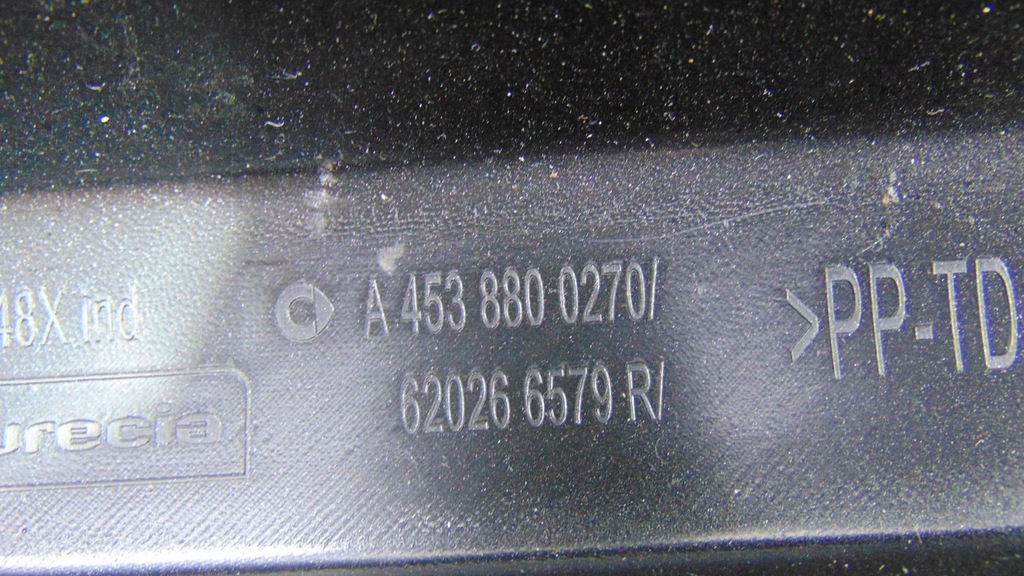 48X ind
A 453 880 0270/
62026 6579 R/
>PP-TD
urecia